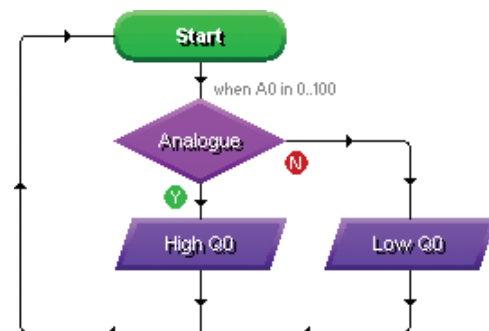 Start
when A0 in 0..100
Analogue
N
Y
High Q0
Low Q0